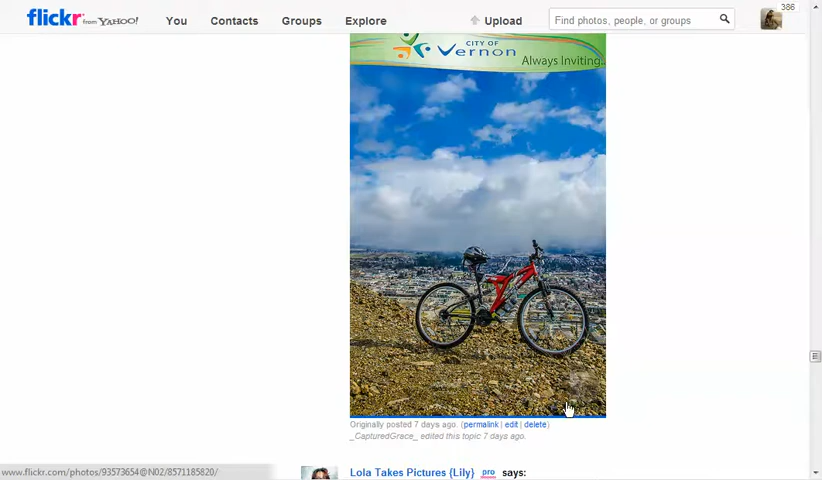 flickr from YAHOO! You Contacts Groups Explore Upload Find photos, people, or groups 386
CITY OF
Vernon
Always Inviting.
Originally posted 7 days ago. (permalink | edit | delete)
_CapturedGrace_ edited this topic 7 days ago.
Lola Takes Pictures {Lily} pro says:
www.flickr.com/photos/93573654@N02/8571185820/